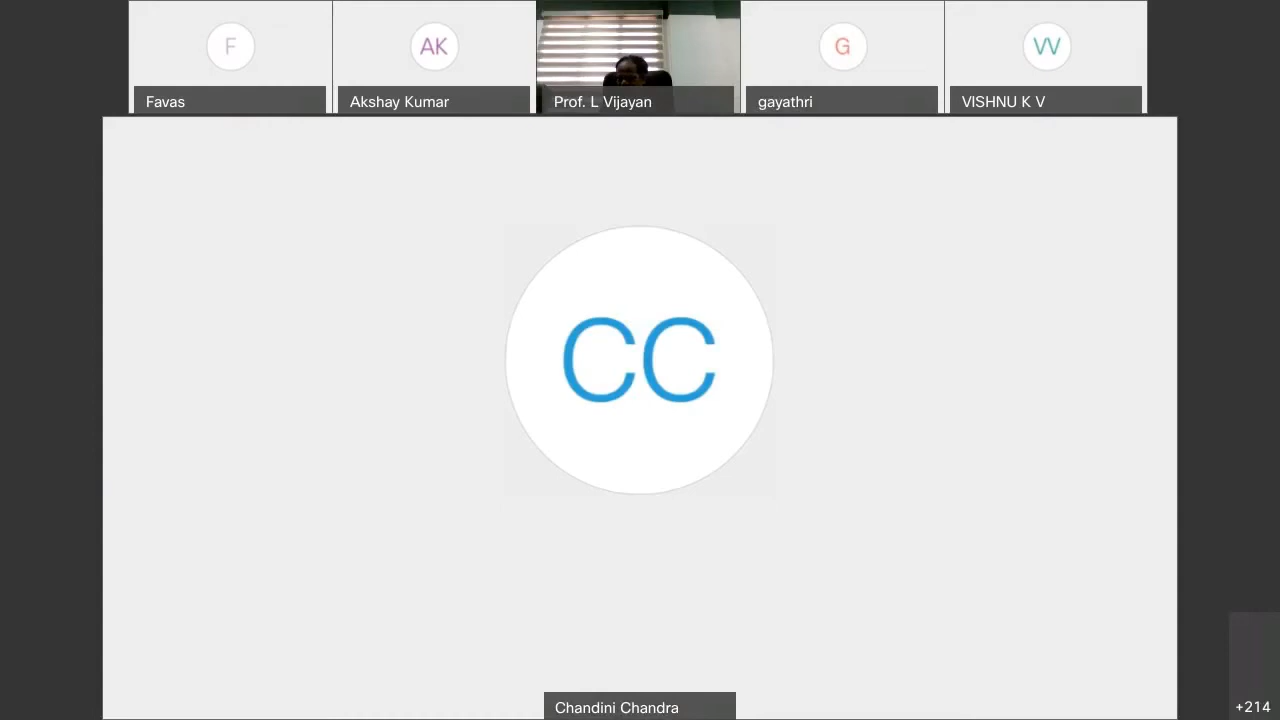 F
AK
G
VV
Favas
Akshay Kumar
Prof. L Vijayan
gayathri
VISHNU K V
CC
Chandini Chandra
+214